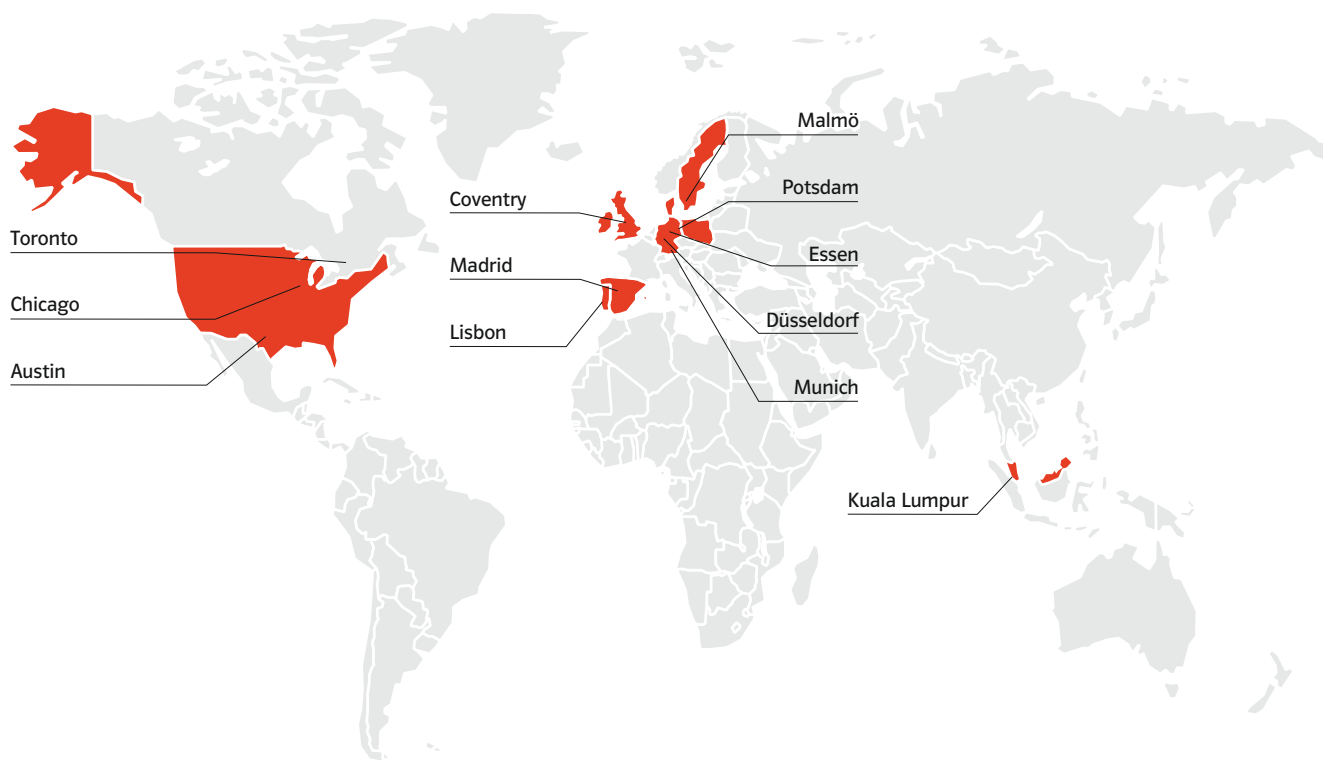 Toronto
Chicago
Austin
Coventry
Madrid
Lisbon
Malmö
Potsdam
Essen
Düsseldorf
Munich
Kuala Lumpur